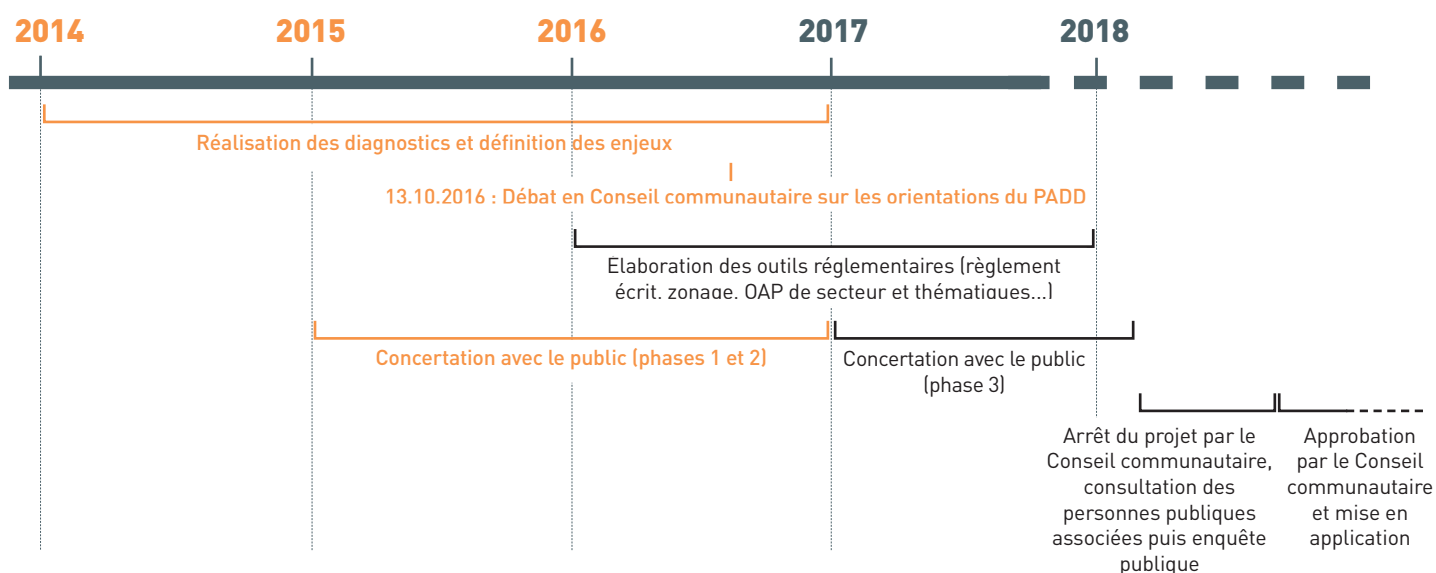 2014 2015 2016 2017 2018
Réalisation des diagnostics et définition des enjeux
13.10.2016 : Débat en Conseil communautaire sur les orientations du PADD
Elaboration des outils réglementaires (règlement
écrit, zonage, OAP de secteur et thématiques...)
Concertation avec le public (phases 1 et 2)
Concertation avec le public
(phase 3)
Arrêt du projet par le
Conseil communautaire,
consultation des
personnes publiques
associées puis enquête
publique
Approbation
par le Conseil
communautaire
et mise en
application